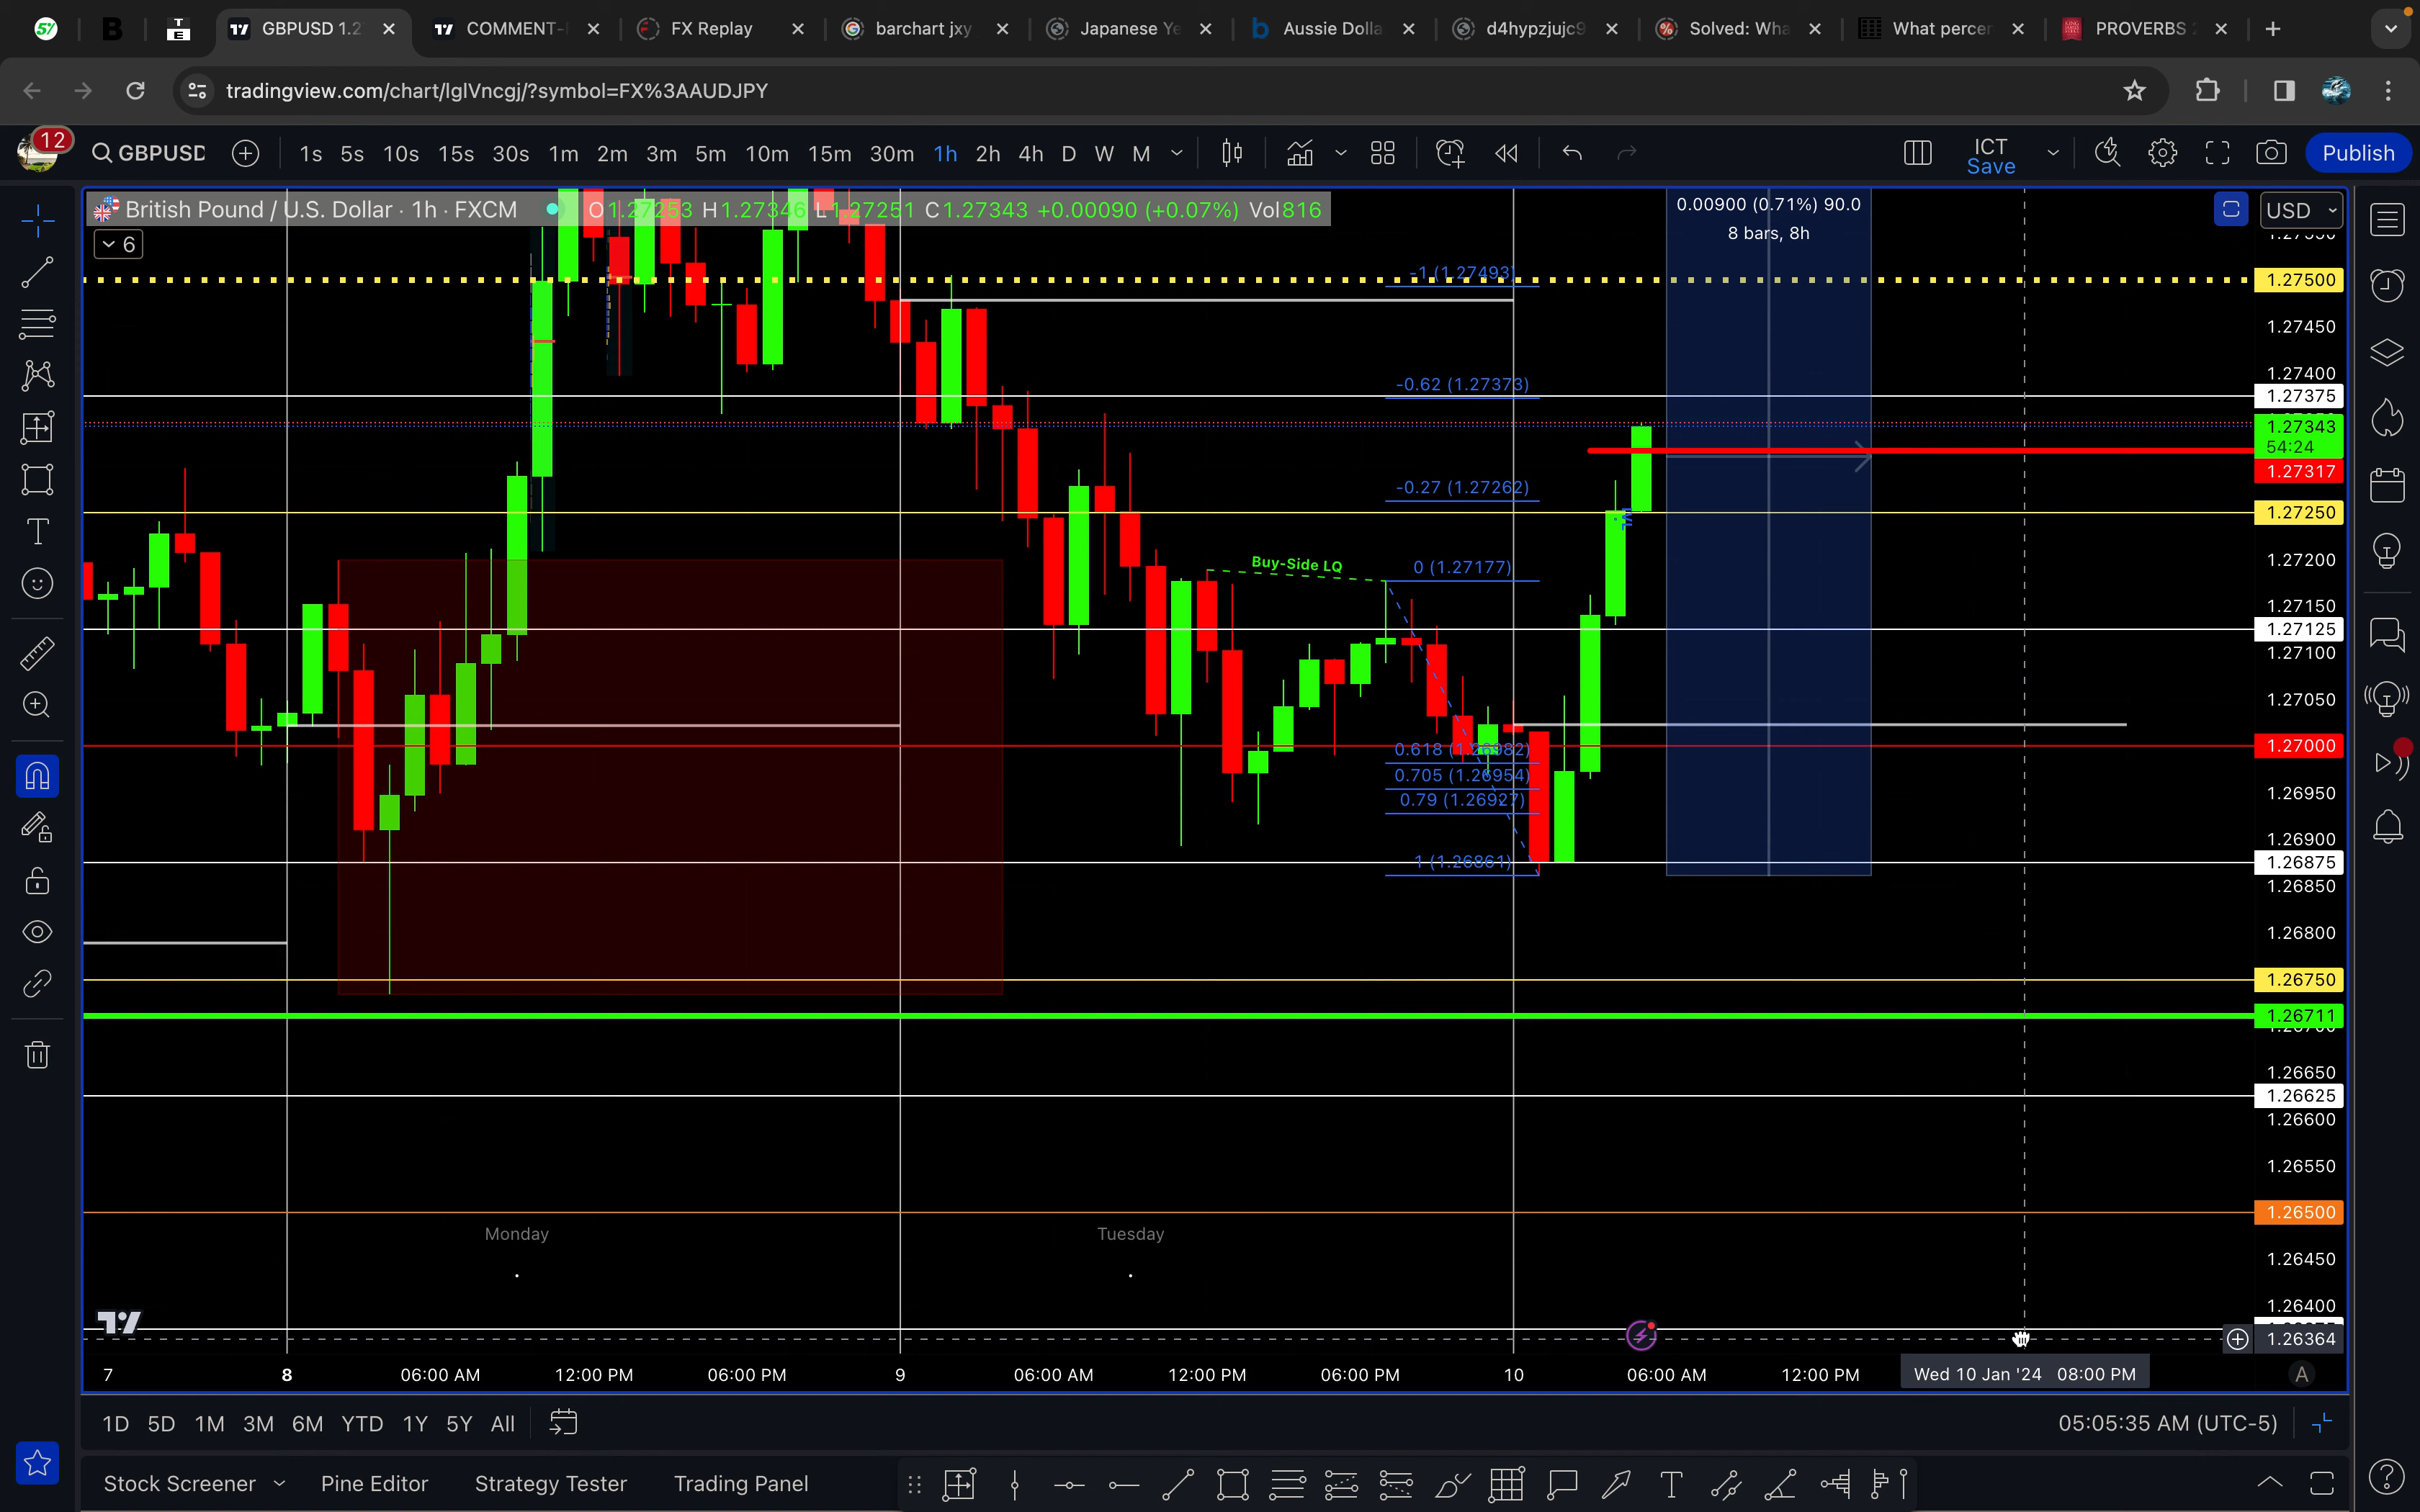 GBPUSD 1.2
COMMENT-
FX Replay
barchart jxy
Japanese Ye
Aussie Dolla
d4hypzjujc9
Solved: Wha
What percen
PROVERBS
tradingview.com/chart/lglVncgj/?symbol=FX%3AAUDJPY
12
GBPUSD
1s 5s 10s 15s 30s 1m 2m 3m 5m 10m 15m 30m 1h 2h 4h D W M
ICT
Save
Publish
British Pound / U.S. Dollar · 1h · FXCM
O1.27253 H1.27346 L1.27251 C1.27343 +0.00090 (+0.07%) Vol816
6
0.00900 (0.71%) 90.0
8 bars, 8h
USD
-1 (1.27493)
-0.62 (1.27373)
-0.27 (1.27262)
Buy-Side LQ
0 (1.27177)
0.618 (1.26982)
0.705 (1.26954)
0.79 (1.26927)
1 (1.26861)
1.27500
1.27450
1.27400
1.27375
1.27343
54:24
1.27317
1.27250
1.27200
1.27150
1.27125
1.27100
1.27050
1.27000
1.26950
1.26900
1.26875
1.26850
1.26800
1.26750
1.26711
1.26650
1.26625
1.26600
1.26550
1.26500
1.26450
1.26400
1.26364
Monday
Tuesday
7 8 06:00 AM 12:00 PM 06:00 PM 9 06:00 AM 12:00 PM 06:00 PM 10 06:00 AM 12:00 PM Wed 10 Jan '24 08:00 PM A
1D 5D 1M 3M 6M YTD 1Y 5Y All
05:05:35 AM (UTC-5)
Stock Screener
Pine Editor
Strategy Tester
Trading Panel